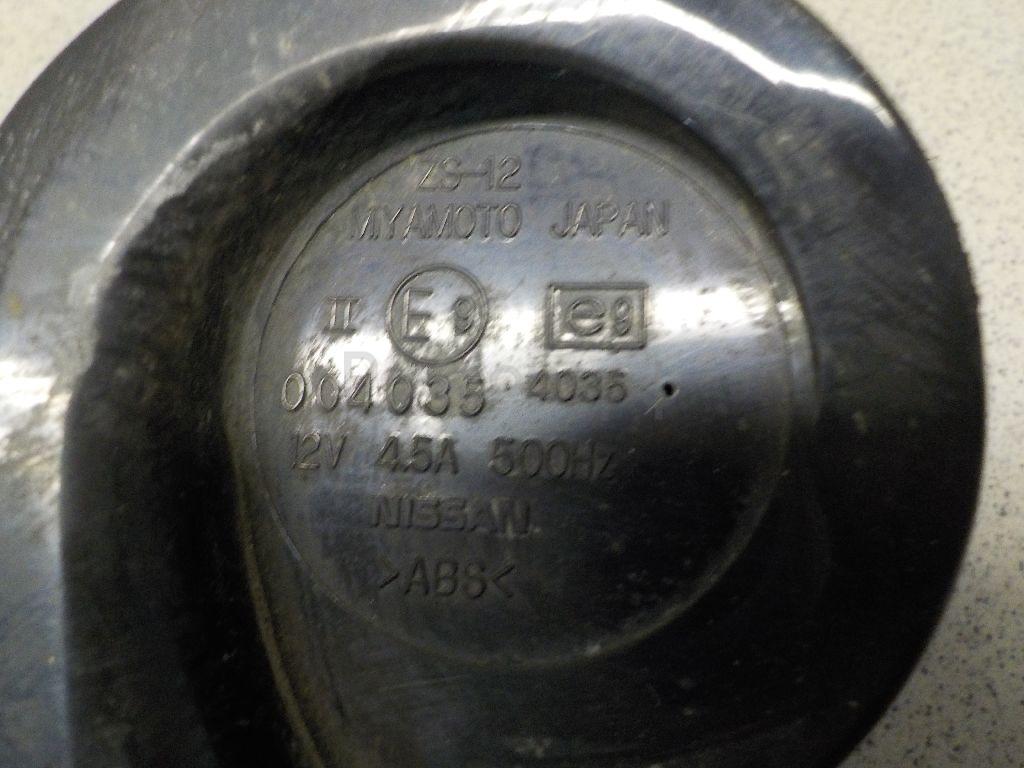 ZS-12
MIYAMOTO JAPAN
II E9 e9
004035 4035
12V 4.5A 500Hz
NISSAN
>ABS<